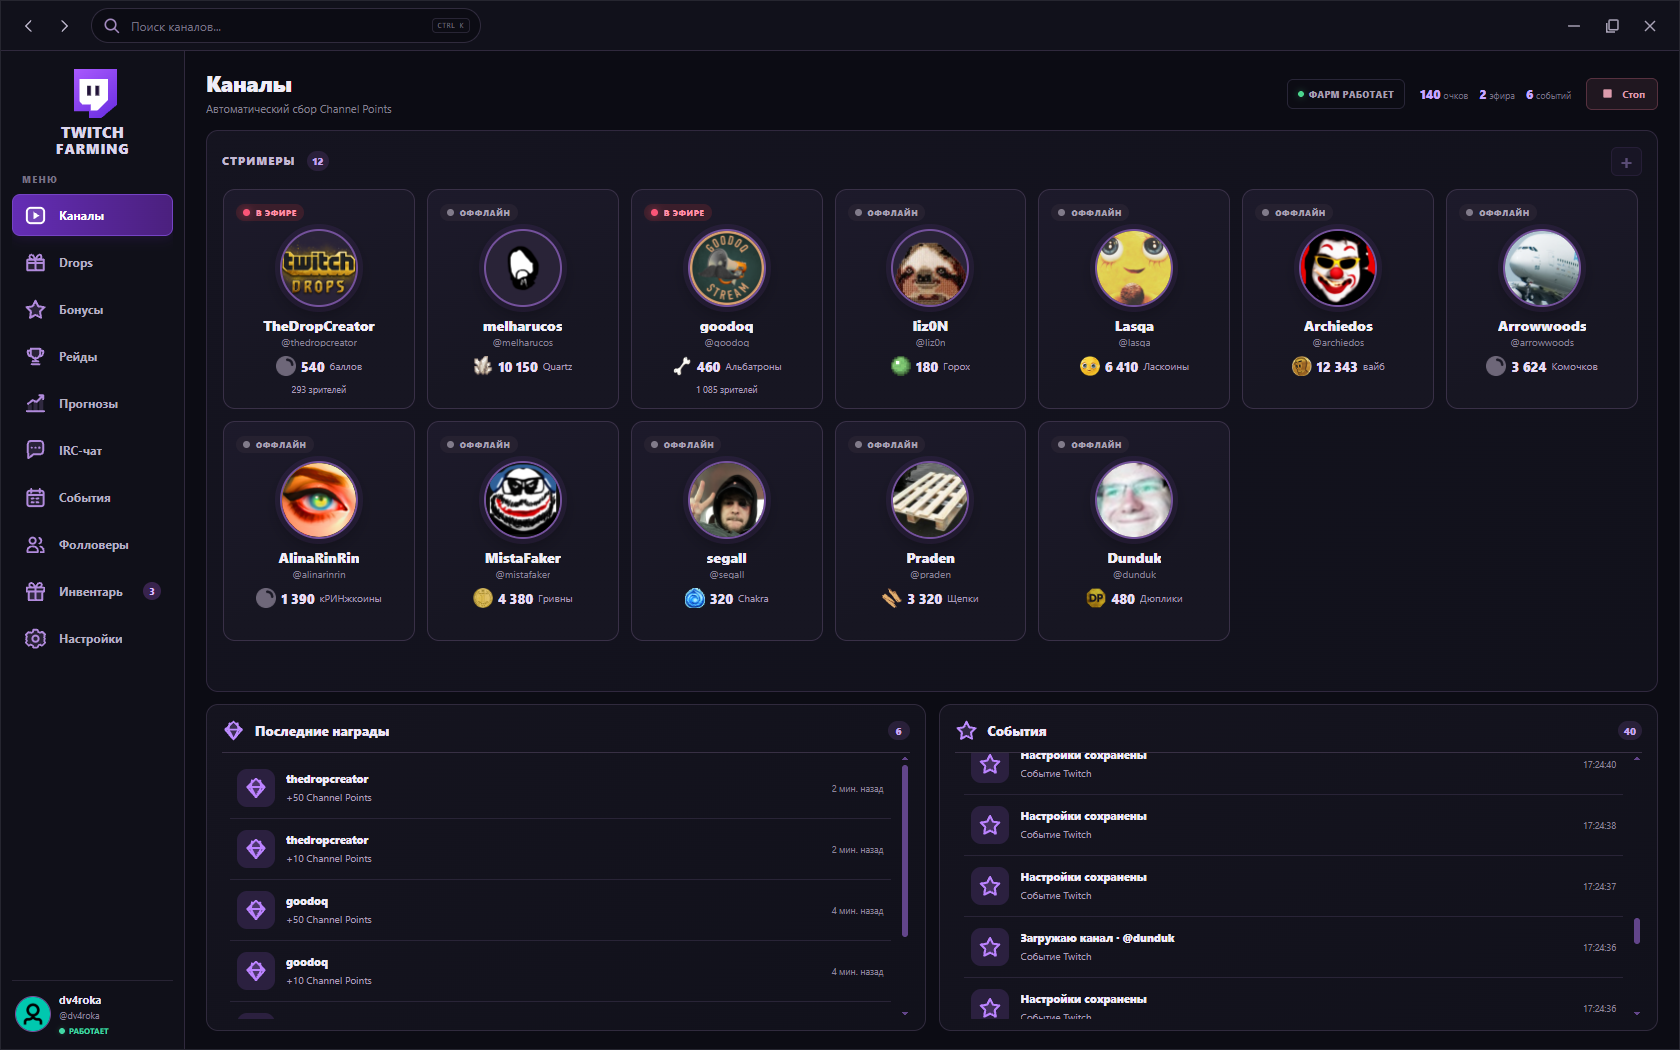 Поиск каналов...
CTRL K
TWITCH
FARMING
МЕНЮ
Каналы
Drops
Бонусы
Рейды
Прогнозы
IRC-чат
События
Фолловеры
Инвентарь 3
Настройки
dv4roka
@dv4roka
РАБОТАЕТ
Каналы
Автоматический сбор Channel Points
ФАРМ РАБОТАЕТ
140 очков 2 эфира 6 событий
Стоп
СТРИМЕРЫ 12
+
В ЭФИРЕ
twitch
DROPS
TheDropCreator
@thedropcreator
540 баллов
293 зрителей
ОФФЛАЙН
melharucos
@melharucos
10 150 Quartz
В ЭФИРЕ
GOODOQ
STREAM
goodoq
@goodoq
460 Альбатроны
1 085 зрителей
ОФФЛАЙН
liz0N
@liz0n
180 Горох
ОФФЛАЙН
Lasqa
@lasqa
6 410 Ласкоины
ОФФЛАЙН
Archiedos
@archiedos
12 343 вайб
ОФФЛАЙН
Arrowwoods
@arrowwoods
3 624 Комочков
ОФФЛАЙН
AlinaRinRin
@alinarinrin
1 390 кРИНжкоины
ОФФЛАЙН
MistaFaker
@mistafaker
4 380 Гривны
ОФФЛАЙН
segall
@segall
320 Chakra
ОФФЛАЙН
Praden
@praden
3 320 Щепки
ОФФЛАЙН
Dunduk
@dunduk
DP 480 Дюплики
Последние награды 6
thedropcreator
+50 Channel Points
2 мин. назад
thedropcreator
+10 Channel Points
2 мин. назад
goodoq
+50 Channel Points
4 мин. назад
goodoq
+10 Channel Points
4 мин. назад
События 40
Настройки сохранены
Событие Twitch
17:24:40
Настройки сохранены
Событие Twitch
17:24:38
Настройки сохранены
Событие Twitch
17:24:37
Загружаю канал · @dunduk
Событие Twitch
17:24:36
Настройки сохранены
Событие Twitch
17:24:36